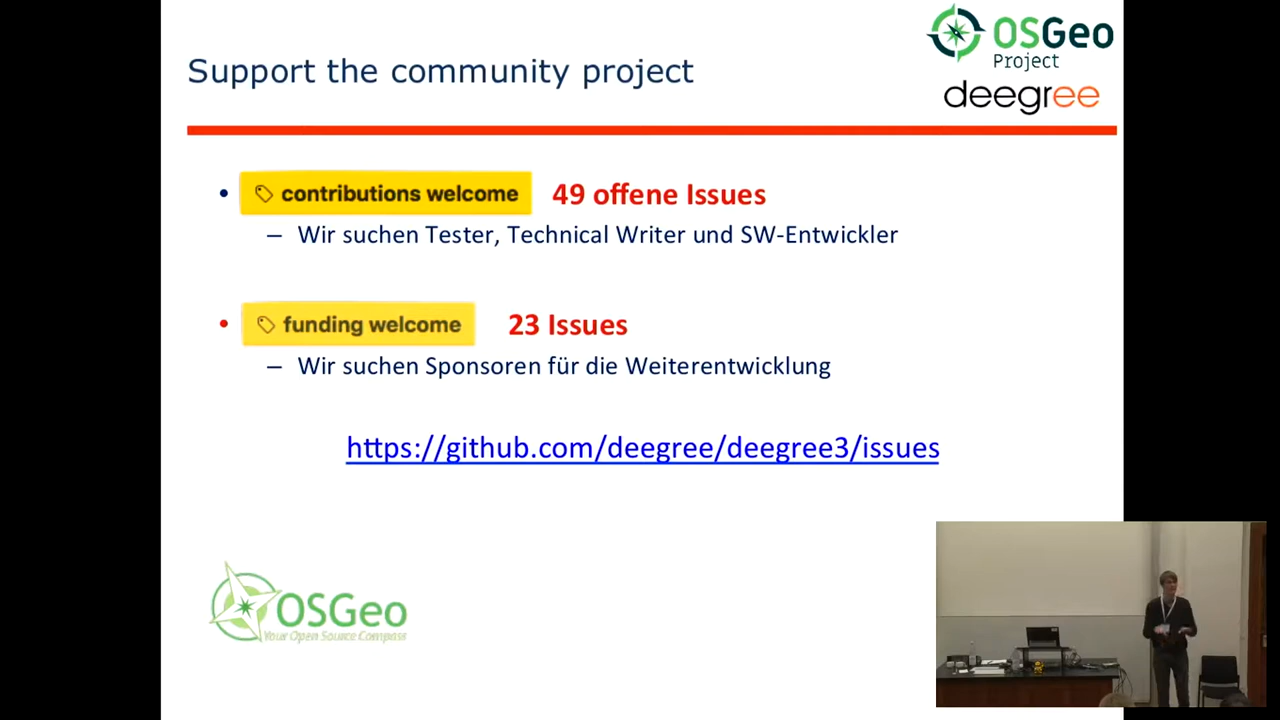 OSGeo
Project
deegree
Support the community project
• contributions welcome 49 offene Issues
– Wir suchen Tester, Technical Writer und SW-Entwickler
• funding welcome 23 Issues
– Wir suchen Sponsoren für die Weiterentwicklung
https://github.com/deegree/deegree3/issues
OSGeo
Your Open Source Compass